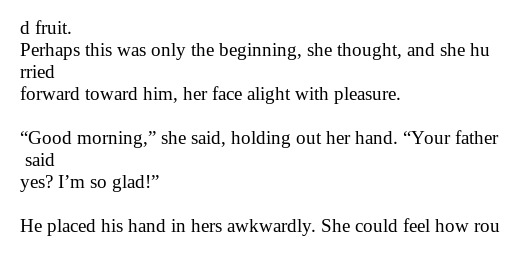 d fruit.
Perhaps this was only the beginning, she thought, and she hu
rried
forward toward him, her face alight with pleasure.
“Good morning,” she said, holding out her hand. “Your father
said
yes? I’m so glad!”
He placed his hand in hers awkwardly. She could feel how rou